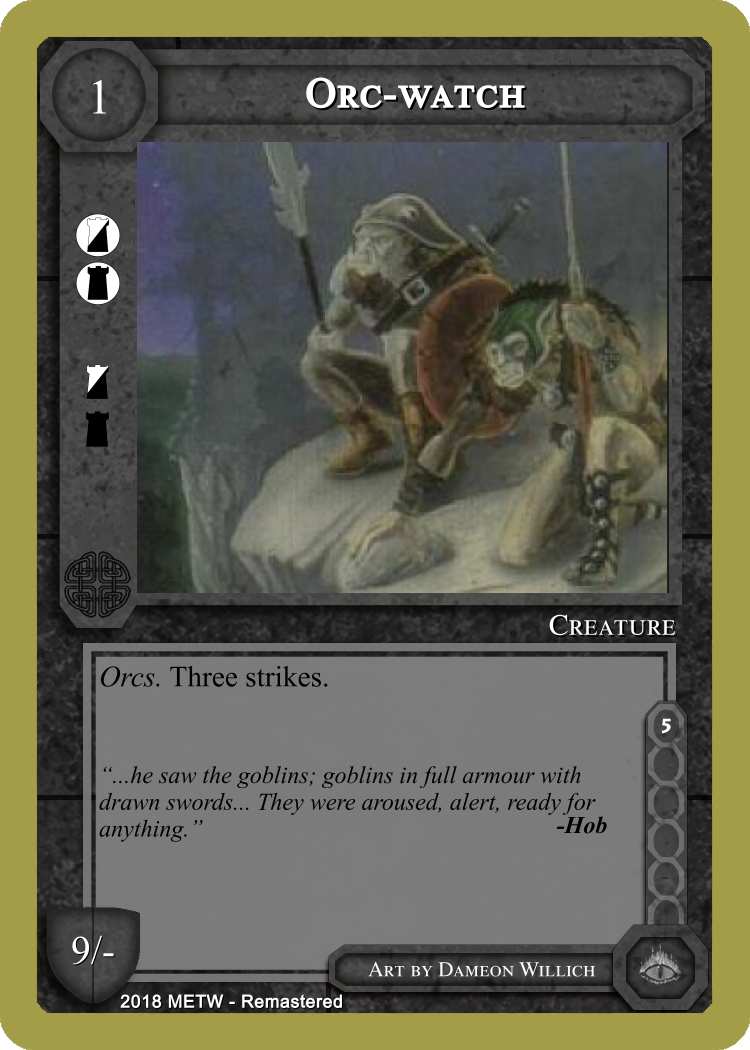 1
Orc-watch
Creature
Orcs. Three strikes.
5
“...he saw the goblins; goblins in full armour with
drawn swords... They were aroused, alert, ready for
anything.”
-Hob
9/-
Art by Dameon Willich
2018 METW - Remastered